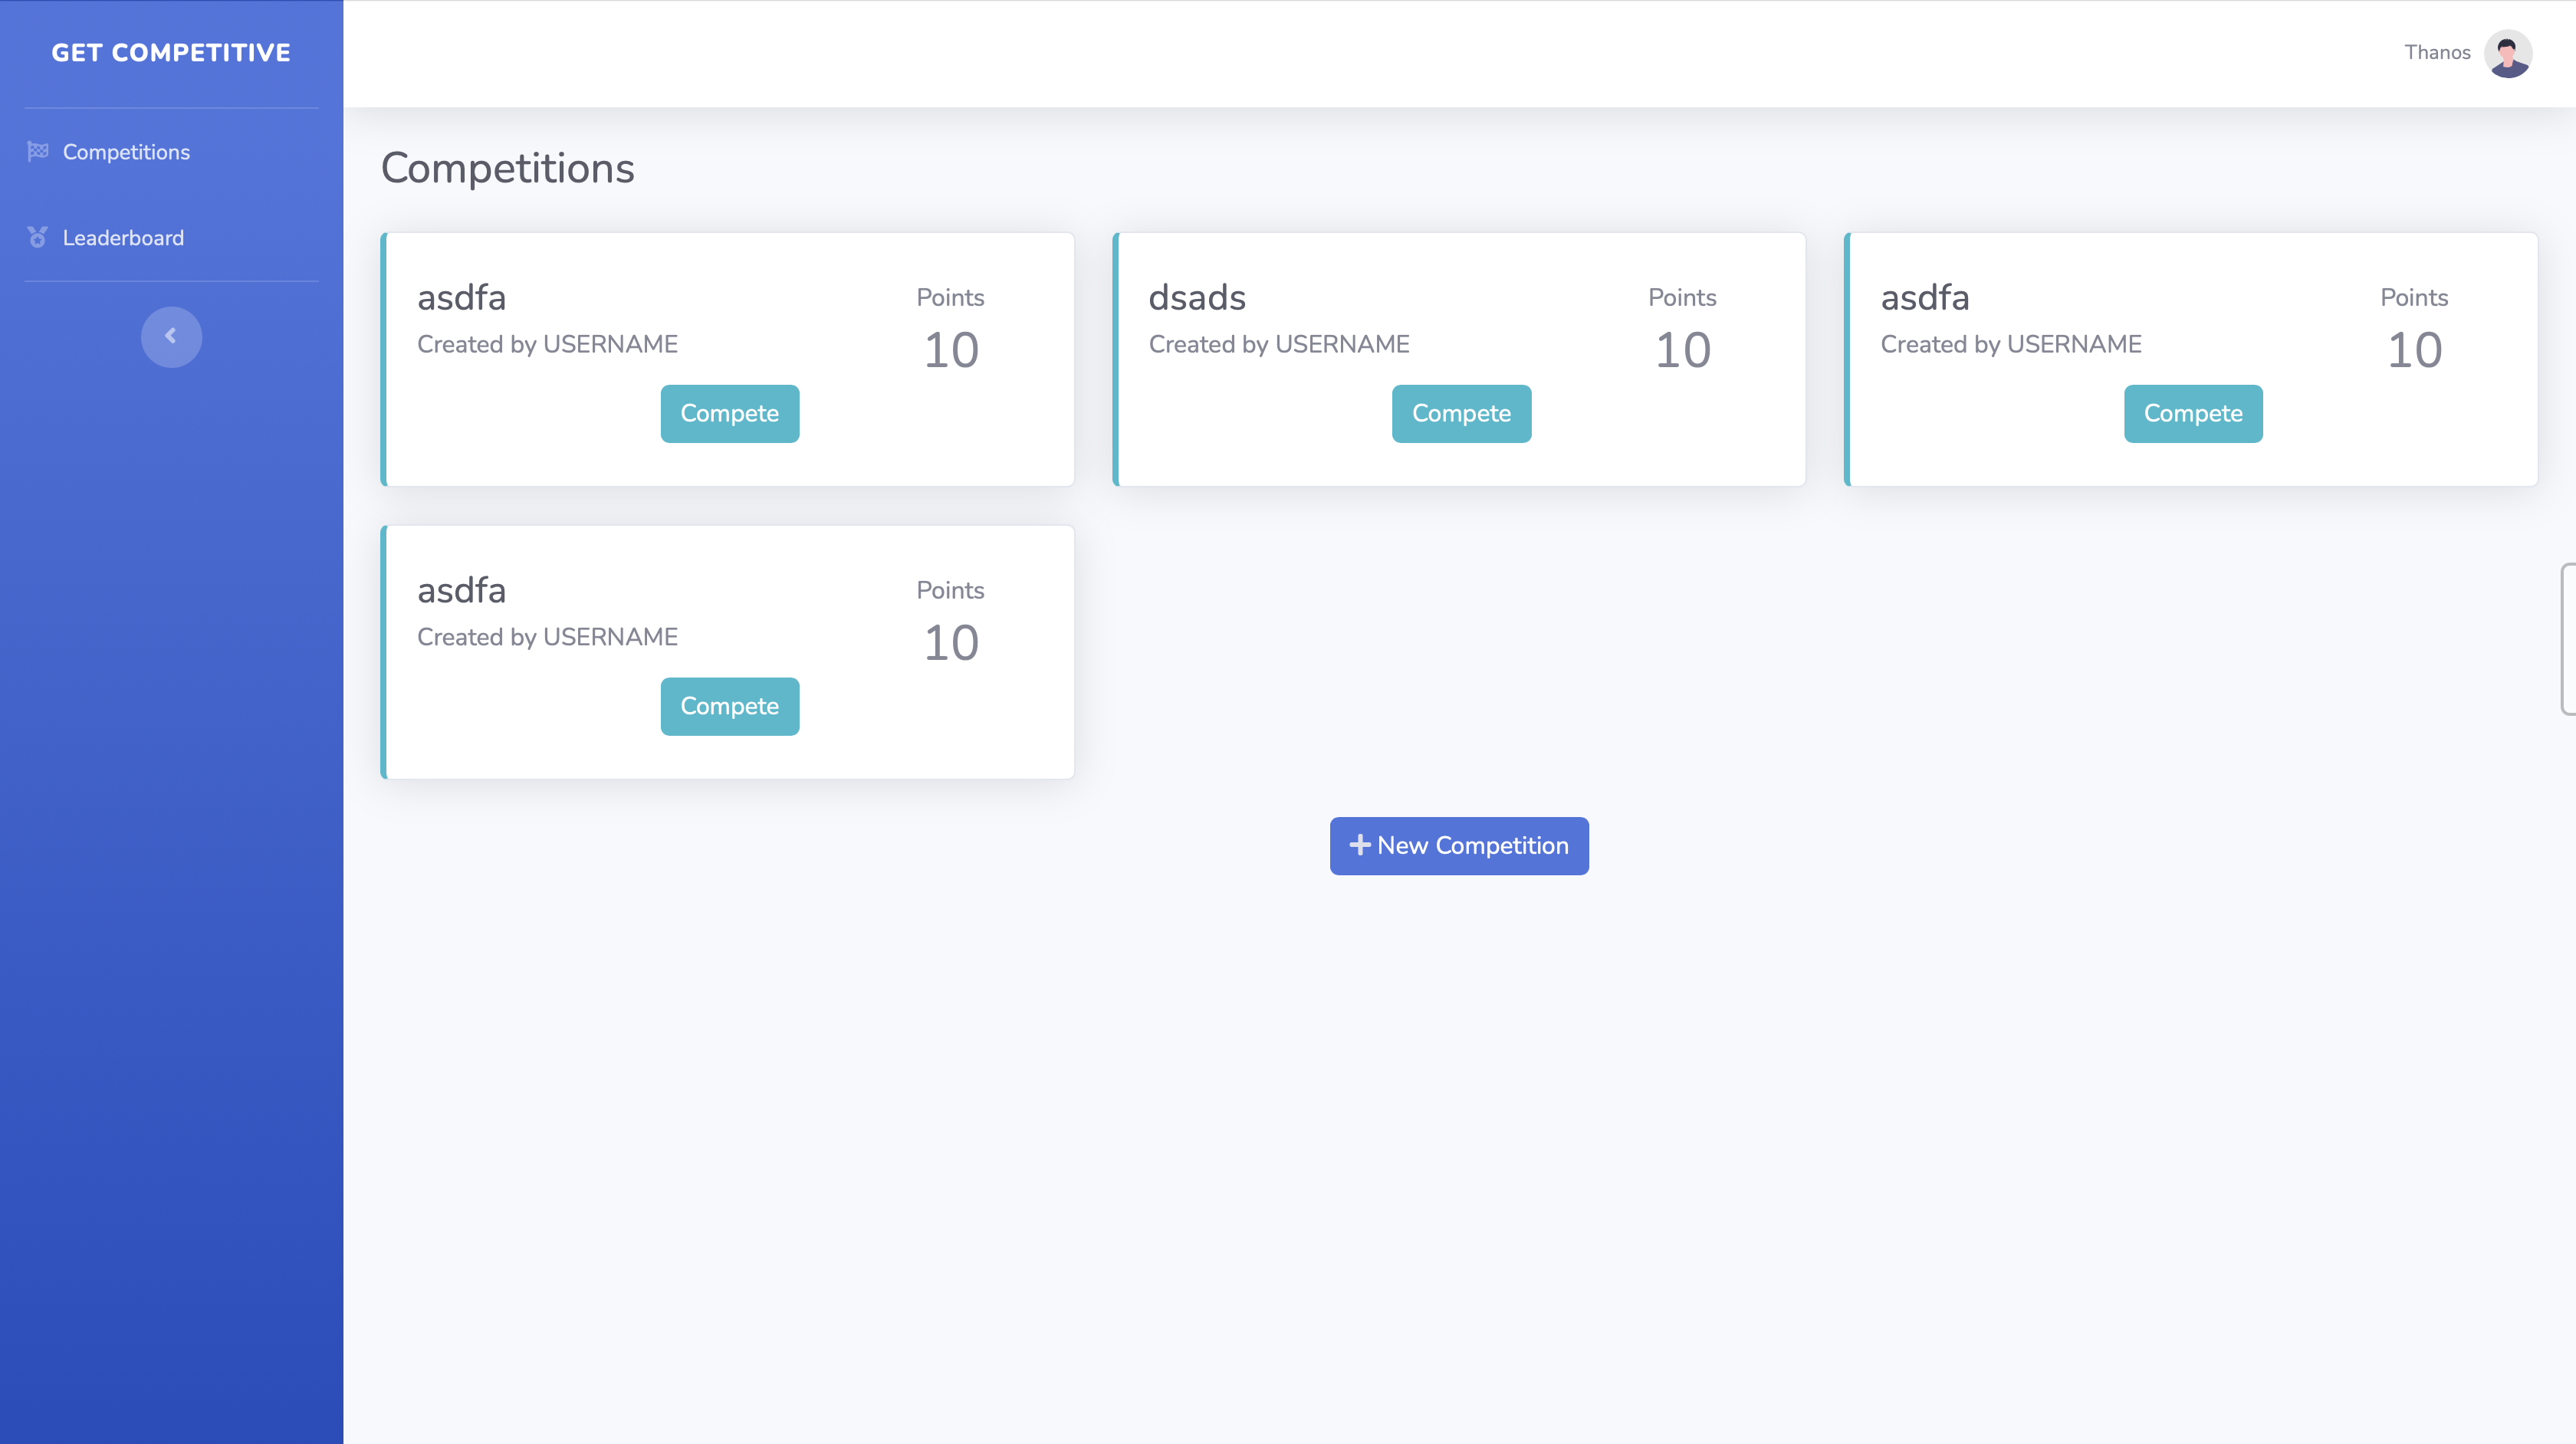 GET COMPETITIVE
Thanos
Competitions
Leaderboard
Competitions
asdfa
Created by USERNAME
Points
10
Compete
dsads
Created by USERNAME
Points
10
Compete
asdfa
Created by USERNAME
Points
10
Compete
asdfa
Created by USERNAME
Points
10
Compete
New Competition